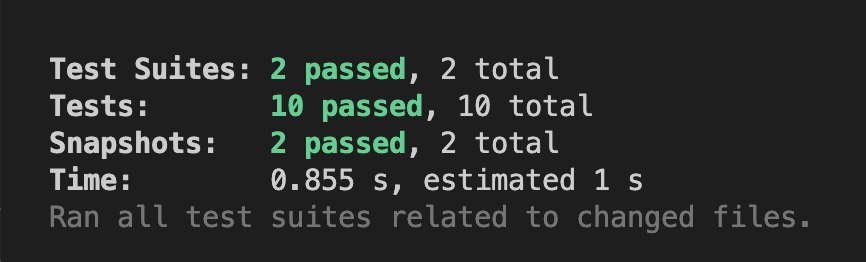 Test Suites: 2 passed, 2 total
Tests:       10 passed, 10 total
Snapshots:   2 passed, 2 total
Time:        0.855 s, estimated 1 s
Ran all test suites related to changed files.